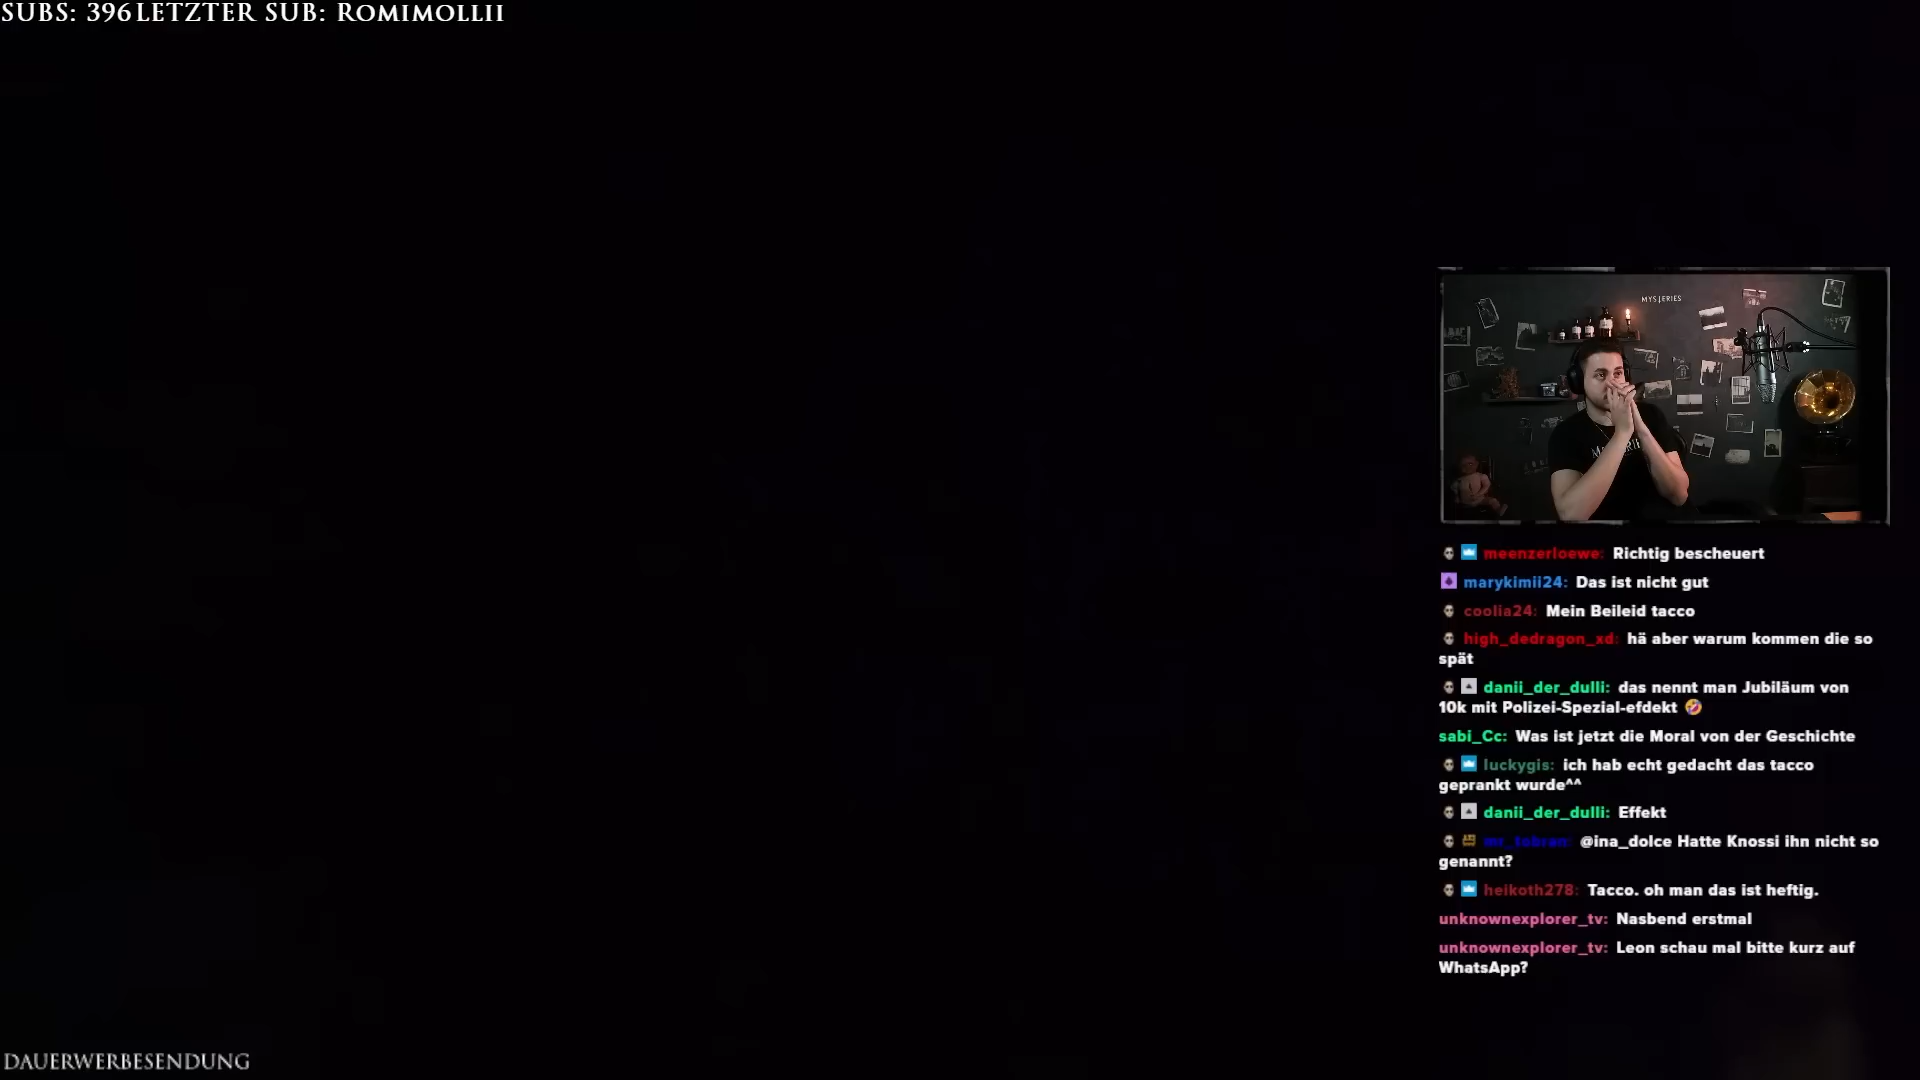 SUBS: 396 LETZTER SUB: Romimollii
MYSTERIES
meenzerloewe: Richtig bescheuert
marykimii24: Das ist nicht gut
coolia24: Mein Beileid tacco
high_dedragon_xd: hä aber warum kommen die so
spät
danii_der_dulli: das nennt man Jubiläum von
10k mit Polizei-Spezial-efdekt 🤣
sabi_Cc: Was ist jetzt die Moral von der Geschichte
luckygis: ich hab echt gedacht das tacco
geprankt wurde^^
danii_der_dulli: Effekt
mr_tobran: @ina_dolce Hatte Knossi ihn nicht so
genannt?
heikoth278: Tacco. oh man das ist heftig.
unknownexplorer_tv: Nasbend erstmal
unknownexplorer_tv: Leon schau mal bitte kurz auf
WhatsApp?
DAUERWERBESENDUNG